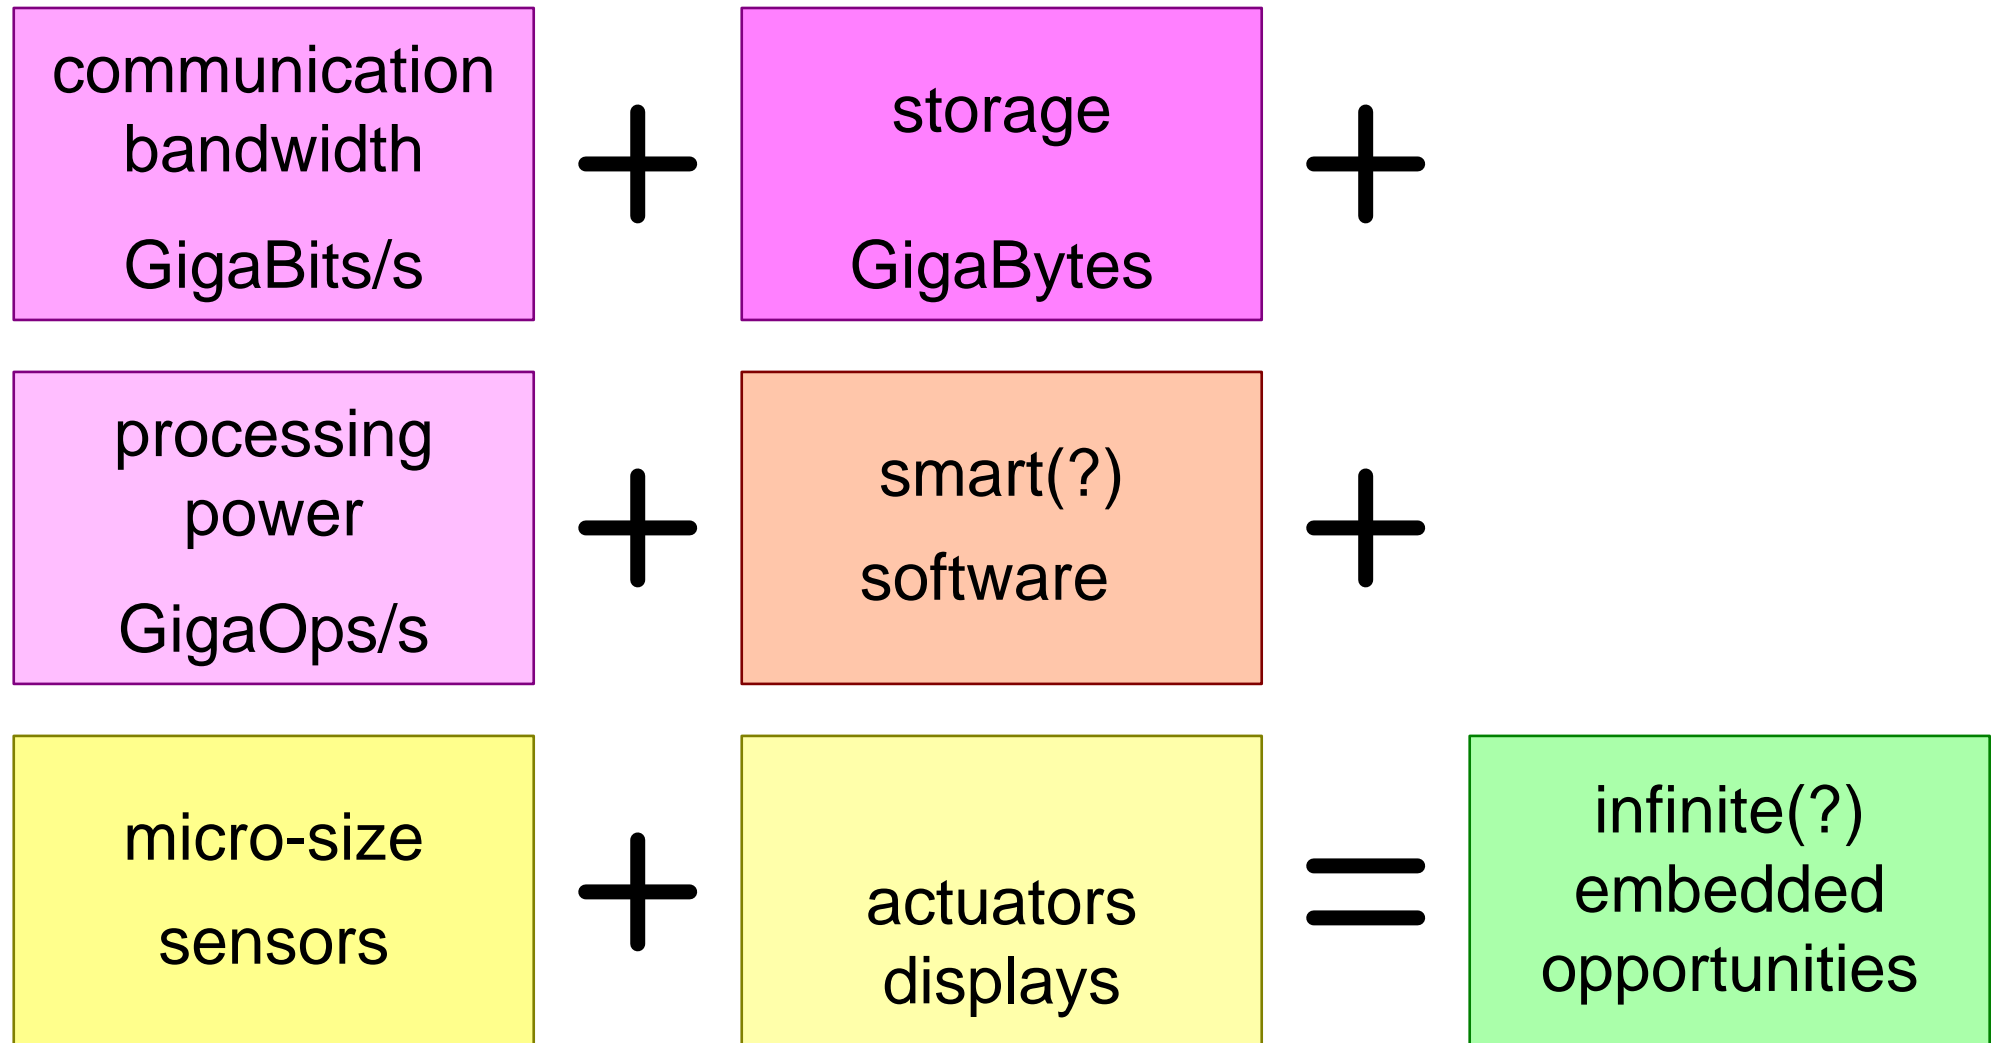 communication
bandwidth
GigaBits/s
+
storage
GigaBytes
+
processing
power
GigaOps/s
+
smart(?)
software
+
micro-size
sensors
+
actuators
displays
=
infinite(?)
embedded
opportunities